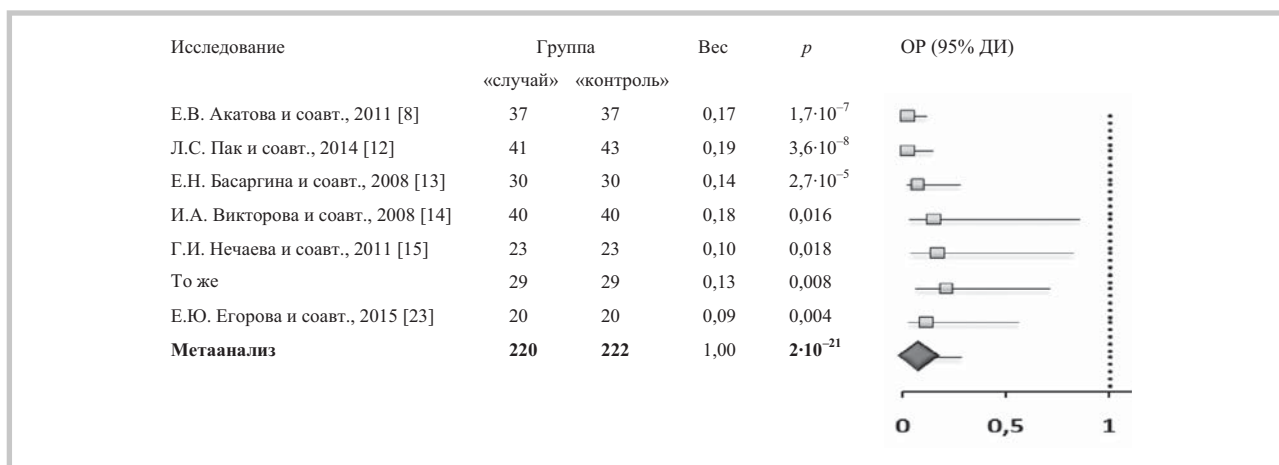 Исследование Группа Вес p ОР (95% ДИ)
«случай» «контроль»
Е.В. Акатова и соавт., 2011 [8] 37 37 0,17 1,7·10⁻⁷
Л.С. Пак и соавт., 2014 [12] 41 43 0,19 3,6·10⁻⁸
Е.Н. Басаргина и соавт., 2008 [13] 30 30 0,14 2,7·10⁻⁵
И.А. Викторова и соавт., 2008 [14] 40 40 0,18 0,016
Г.И. Нечаева и соавт., 2011 [15] 23 23 0,10 0,018
То же 29 29 0,13 0,008
Е.Ю. Егорова и соавт., 2015 [23] 20 20 0,09 0,004
Метаанализ 220 222 1,00 2·10⁻²¹
0 0,5 1